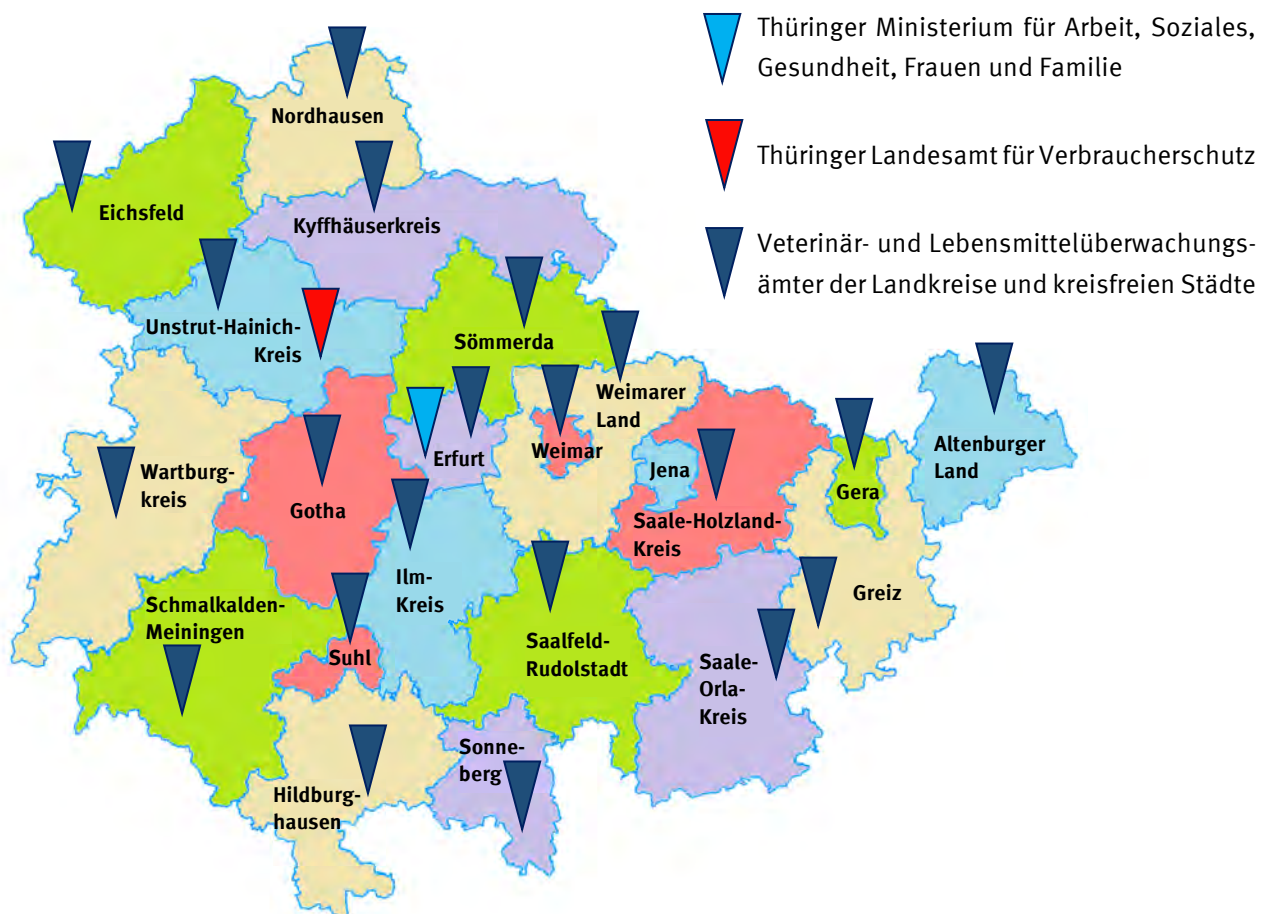 Thüringer Ministerium für Arbeit, Soziales,
Gesundheit, Frauen und Familie
Thüringer Landesamt für Verbraucherschutz
Veterinär- und Lebensmittelüberwachungs-
ämter der Landkreise und kreisfreien Städte
Nordhausen
Eichsfeld
Kyffhäuserkreis
Unstrut-Hainich-
Kreis
Sömmerda
Weimarer
Land
Wartburg-
kreis
Gotha
Erfurt
Weimar
Jena
Saale-Holzland-
Kreis
Gera
Altenburger
Land
Schmalkalden-
Meiningen
Ilm-
Kreis
Greiz
Suhl
Saalfeld-
Rudolstadt
Saale-
Orla-
Kreis
Sonne-
berg
Hildburg-
hausen